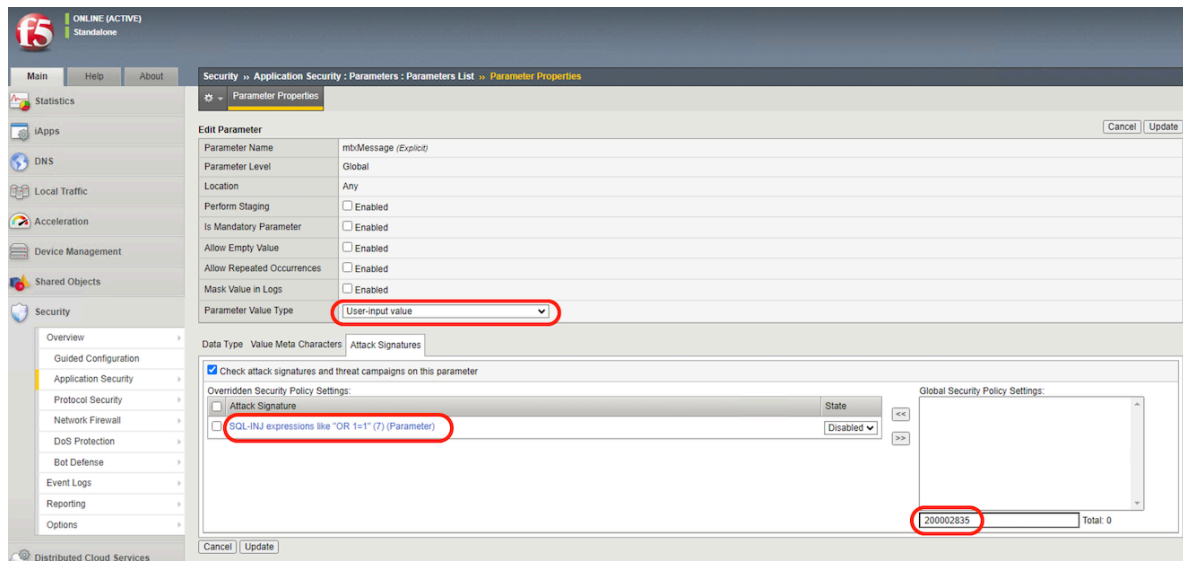 f5
ONLINE (ACTIVE)
Standalone
Main Help About
Statistics
iApps
DNS
Local Traffic
Acceleration
Device Management
Shared Objects
Security
Overview
Guided Configuration
Application Security
Protocol Security
Network Firewall
DoS Protection
Bot Defense
Event Logs
Reporting
Options
Distributed Cloud Services
Security ›› Application Security : Parameters : Parameters List ›› Parameter Properties
Parameter Properties
Edit Parameter
Cancel Update
Parameter Name mtxMessage (Explicit)
Parameter Level Global
Location Any
Perform Staging Enabled
Is Mandatory Parameter Enabled
Allow Empty Value Enabled
Allow Repeated Occurrences Enabled
Mask Value in Logs Enabled
Parameter Value Type User-input value
Data Type Value Meta Characters Attack Signatures
Check attack signatures and threat campaigns on this parameter
Overridden Security Policy Settings:
Attack Signature State
SQL-INJ expressions like "OR 1=1" (7) (Parameter) Disabled
<<
>>
Global Security Policy Settings:
200002835 Total: 0
Cancel Update